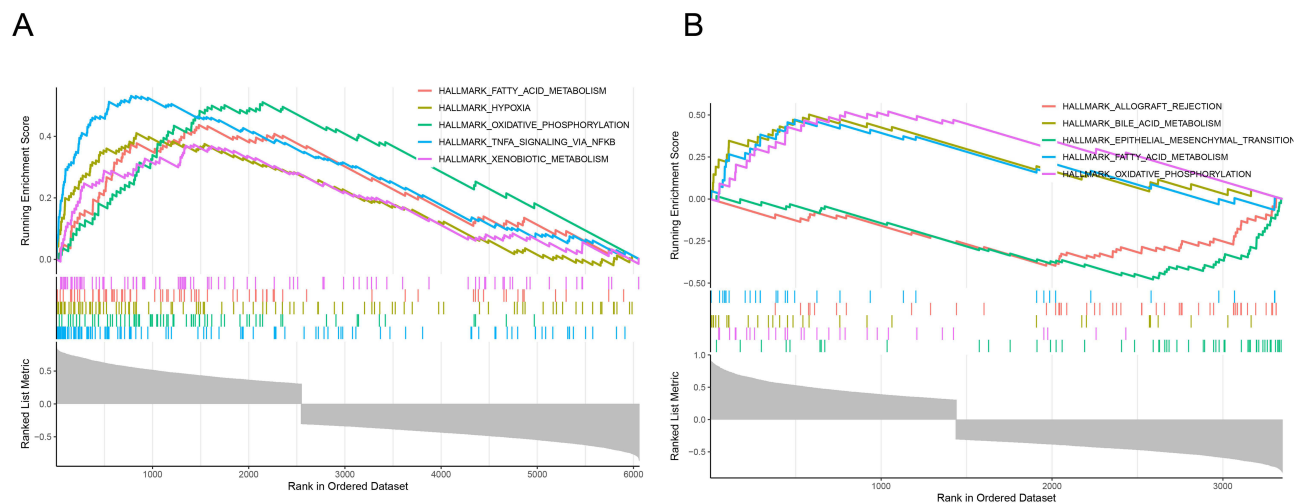 A
HALLMARK_FATTY_ACID_METABOLISM
HALLMARK_HYPOXIA
HALLMARK_OXIDATIVE_PHOSPHORYLATION
HALLMARK_TNFA_SIGNALING_VIA_NFKB
HALLMARK_XENOBIOTIC_METABOLISM
Running Enrichment Score
0.4
0.2
0.0
Ranked List Metric
0.5
0.0
−0.5
1000 2000 3000 4000 5000 6000
Rank in Ordered Dataset
B
HALLMARK_ALLOGRAFT_REJECTION
HALLMARK_BILE_ACID_METABOLISM
HALLMARK_EPITHELIAL_MESENCHYMAL_TRANSITION
HALLMARK_FATTY_ACID_METABOLISM
HALLMARK_OXIDATIVE_PHOSPHORYLATION
Running Enrichment Score
0.50
0.25
0.00
−0.25
−0.50
Ranked List Metric
1.0
0.5
0.0
−0.5
1000 2000 3000
Rank in Ordered Dataset